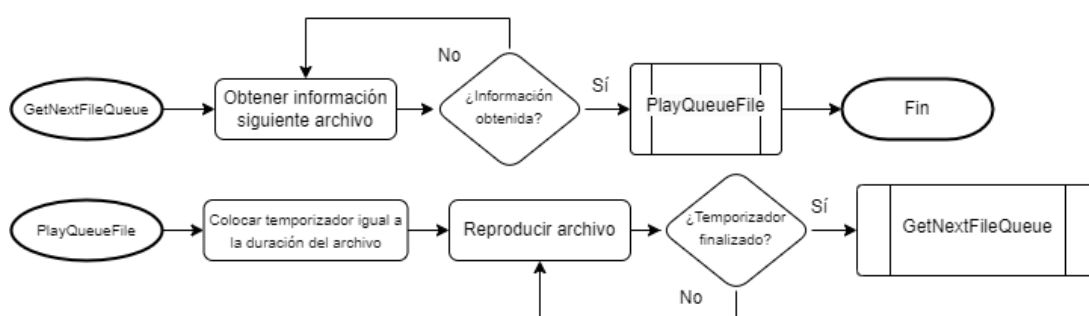 No
GetNextFileQueue
Obtener información
siguiente archivo
¿Información
obtenida?
Sí
PlayQueueFile
Fin
PlayQueueFile
Colocar temporizador igual a
la duración del archivo
Reproducir archivo
¿Temporizador
finalizado?
Sí
GetNextFileQueue
No